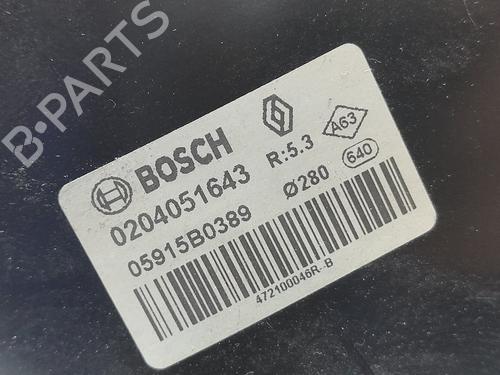 B-PARTS
BOSCH
R:5.3
A63
0204051643
Ø280
640
05915B0389
472100046R--B